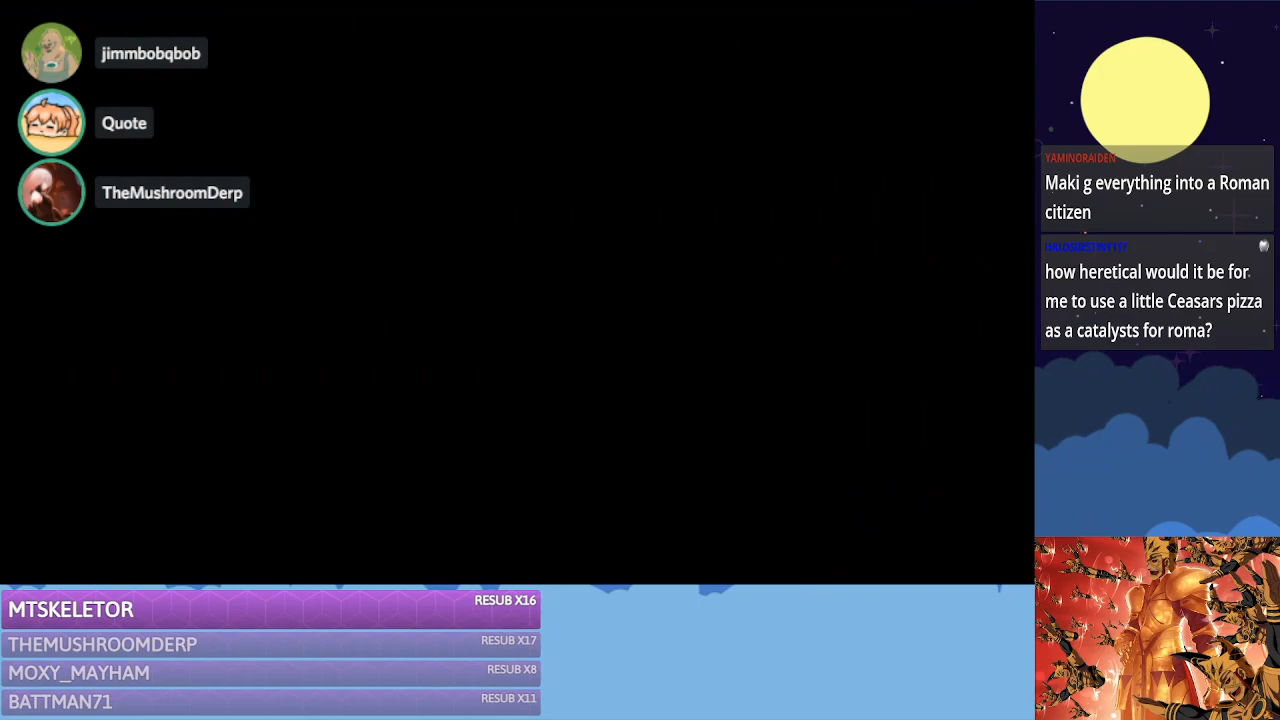 jimmbobqbob
Quote
TheMushroomDerp
YAMINORAIDEN
Maki g everything into a Roman
citizen
how heretical would it be for
me to use a little Ceasars pizza
as a catalysts for roma?
MTSKELETOR RESUB X16
THEMUSHROOMDERP RESUB X17
MOXY_MAYHAM RESUB X8
BATTMAN71 RESUB X11